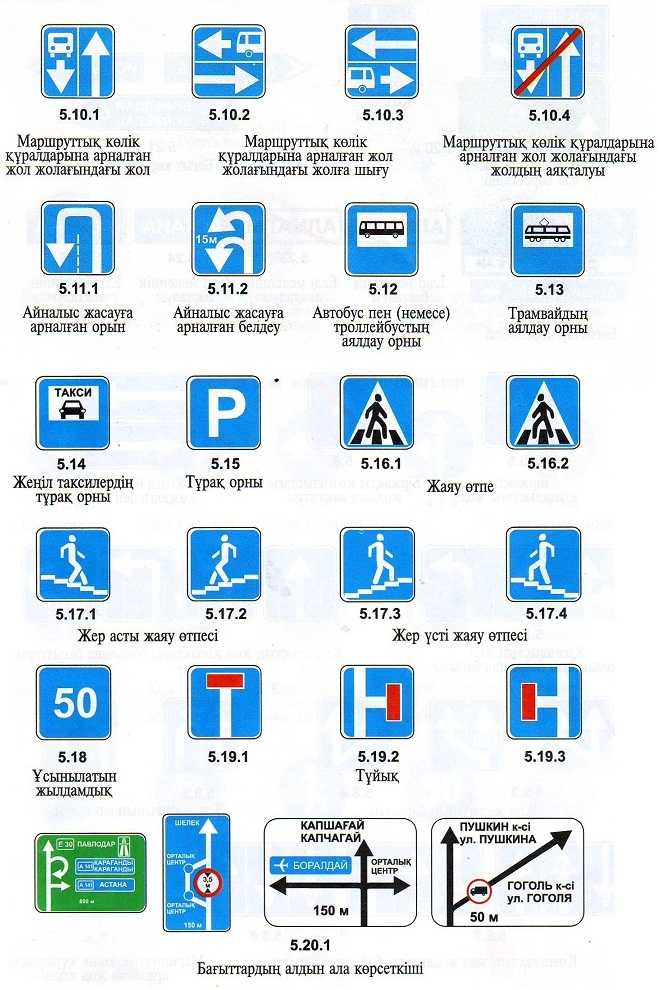 5.10.1 5.10.2 5.10.3 5.10.4
Маршруттық көлік
құралдарына арналған
жол жолағындағы жол
Маршруттық көлік
құралдарына арналған жол
жолағындағы жолға шығу
Маршруттық көлік құралдарына
арналған жол жолағындағы
жолдың аяқталуы
15м
5.11.1 5.11.2 5.12 5.13
Айналыс жасауға
арналған орын
Айналыс жасауға
арналған белдеу
Автобус пен (немесе)
троллейбустың
аялдау орны
Трамвайдың
аялдау орны
ТАКСИ
P
5.14 5.15 5.16.1 5.16.2
Жеңіл таксилердің
тұрақ орны
Тұрақ орны
Жаяу өтпе
5.17.1 5.17.2 5.17.3 5.17.4
Жер асты жаяу өтпесі
Жер үсті жаяу өтпесі
50
5.18 5.19.1 5.19.2 5.19.3
Ұсынылатын
жылдамдық
Тұйық
Е 30 ПАВЛОДАР
А 141 ҚАРАҒАНДЫ
КАРАГАНДЫ
А 141 АСТАНА
800 м
ШЕЛЕК
ОРТАЛЫҚ
ЦЕНТР
3,5
м
ОРТАЛЫҚ
ЦЕНТР
150 м
КАПШАҒАЙ
КАПЧАГАЙ
БОРАЛДАЙ
ОРТАЛЫҚ
ЦЕНТР
150 м
ПУШКИН к-сі
ул. ПУШКИНА
ГОГОЛЬ к-сі
ул. ГОГОЛЯ
50 м
5.20.1
Бағыттардың алдын ала көрсеткіші